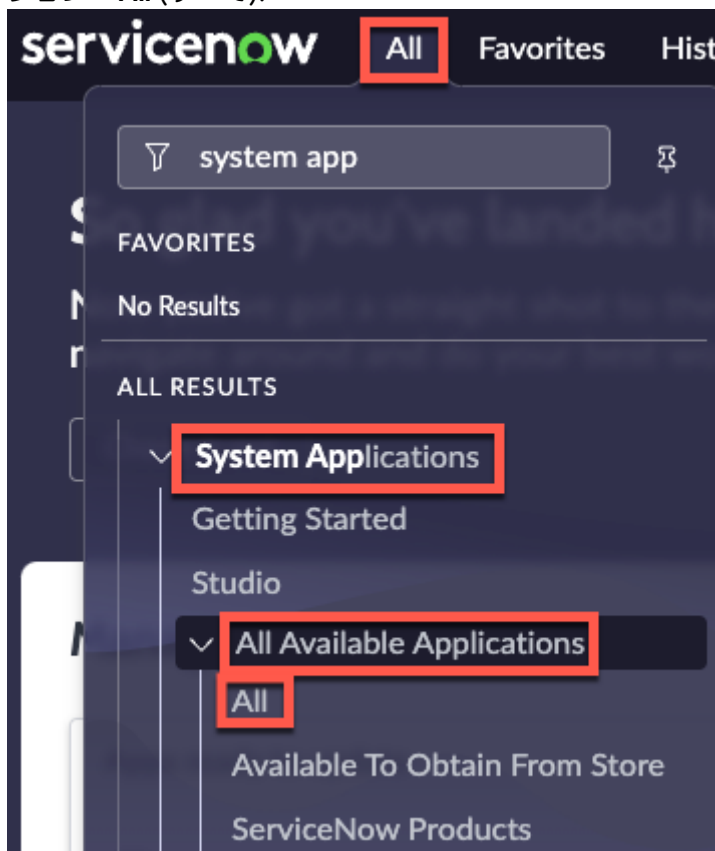 servicenow All Favorites Hist
system app
FAVORITES
No Results
ALL RESULTS
System Applications
Getting Started
Studio
All Available Applications
All
Available To Obtain From Store
ServiceNow Products